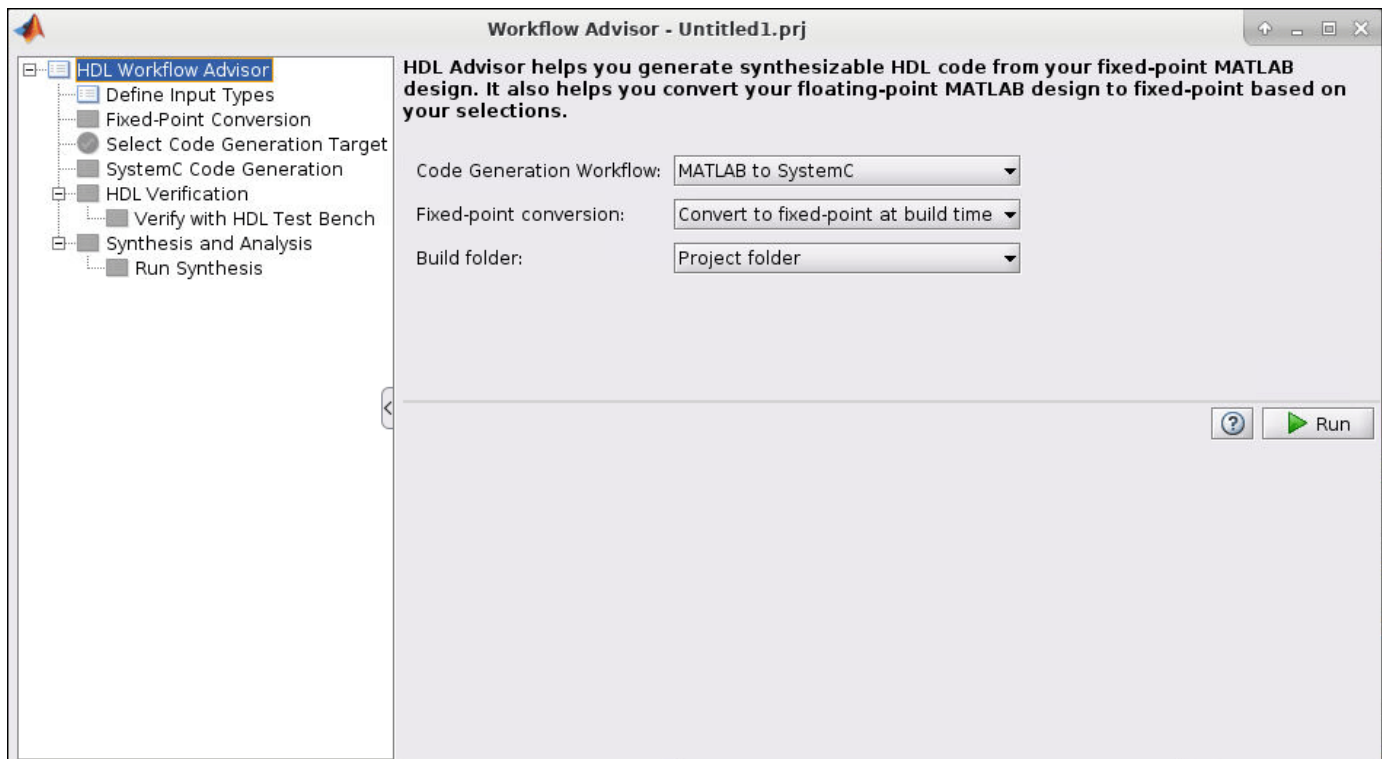 Workflow Advisor - Untitled1.prj
HDL Workflow Advisor
Define Input Types
Fixed-Point Conversion
Select Code Generation Target
SystemC Code Generation
HDL Verification
Verify with HDL Test Bench
Synthesis and Analysis
Run Synthesis
HDL Advisor helps you generate synthesizable HDL code from your fixed-point MATLAB
design. It also helps you convert your floating-point MATLAB design to fixed-point based on
your selections.
Code Generation Workflow: MATLAB to SystemC
Fixed-point conversion: Convert to fixed-point at build time
Build folder: Project folder
? Run